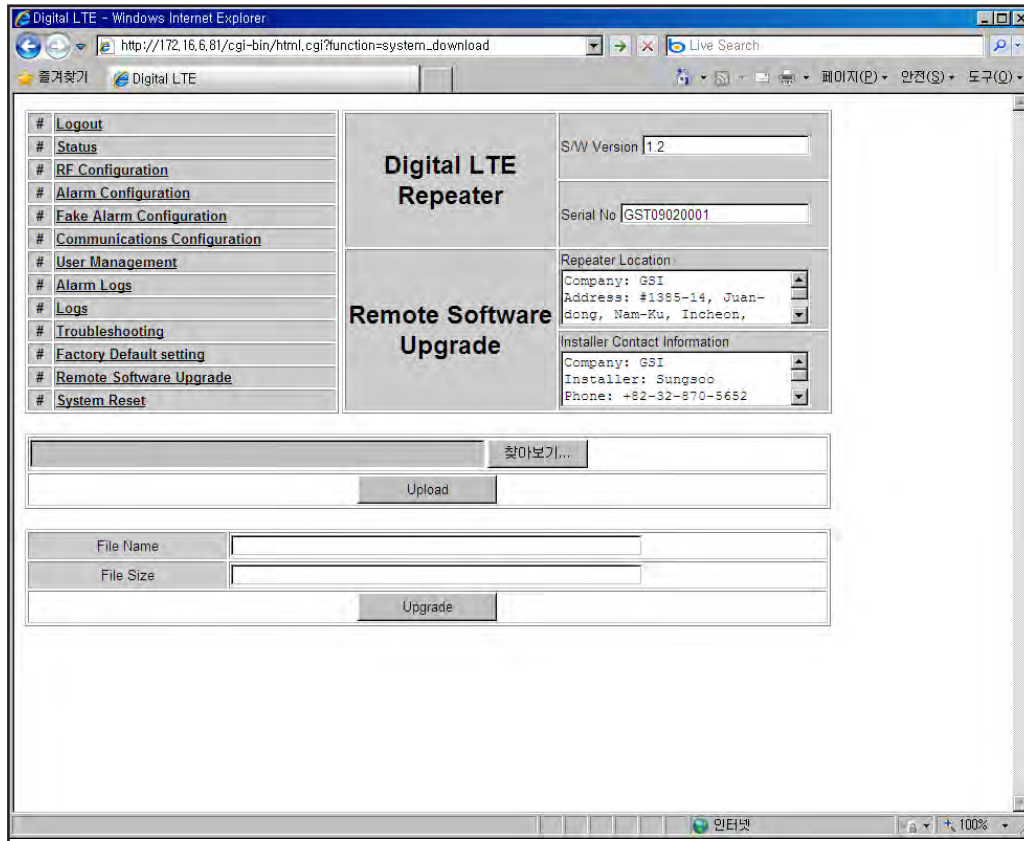 Digital LTE - Windows Internet Explorer
http://172.16.6.81/cgi-bin/html.cgi?function=system_download
Live Search
즐겨찾기
Digital LTE
페이지(P)
안전(S)
도구(O)
# Logout
# Status
# RF Configuration
# Alarm Configuration
# Fake Alarm Configuration
# Communications Configuration
# User Management
# Alarm Logs
# Logs
# Troubleshooting
# Factory Default setting
# Remote Software Upgrade
# System Reset
Digital LTE
Repeater
S/W Version 1.2
Serial No GST09020001
Remote Software
Upgrade
Repeater Location
Company: GSI
Address: #1385-14, Juan-
dong, Nam-Ku, Incheon,
Installer Contact Information
Company: GSI
Installer: Sungsoo
Phone: +82-32-870-5652
찾아보기...
Upload
File Name
File Size
Upgrade
인터넷
100%